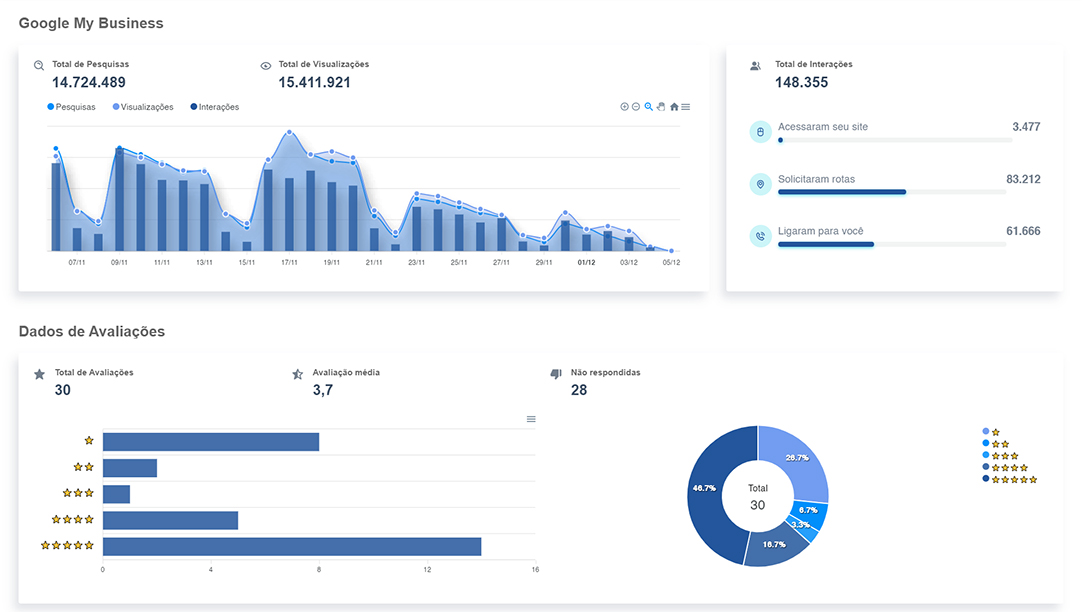 Google My Business
Total de Pesquisas
14.724.489
Total de Visualizações
15.411.921
Pesquisas Visualizações Interações
07/11 09/11 11/11 13/11 15/11 17/11 19/11 21/11 23/11 25/11 27/11 29/11 01/12 03/12 05/12
Total de Interações
148.355
Acessaram seu site 3.477
Solicitaram rotas 83.212
Ligaram para você 61.666
Dados de Avaliações
Total de Avaliações
30
Avaliação média
3,7
Não respondidas
28
0 4 8 12 16
26.7%
46.7%
Total
30
6.7%
3.3%
16.7%